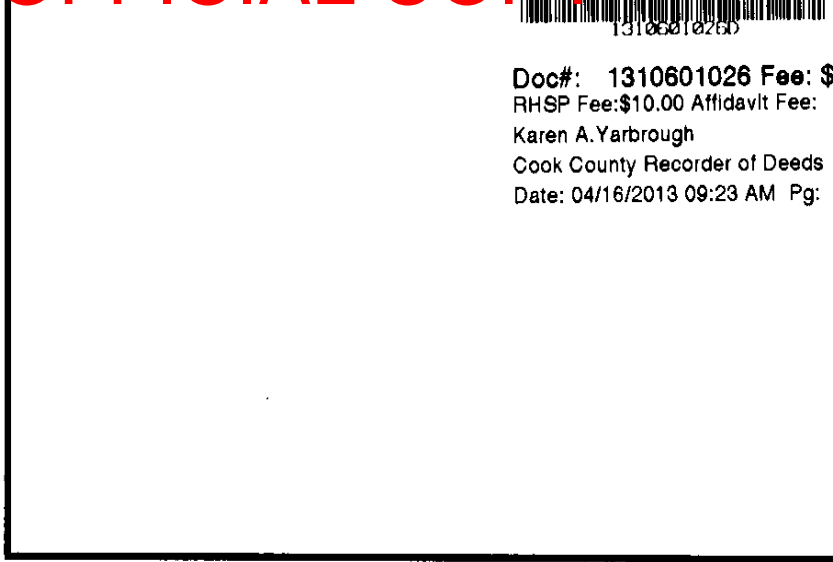 1310601026D
Doc#: 1310601026 Fee: $
RHSP Fee:$10.00 Affidavit Fee:
Karen A.Yarbrough
Cook County Recorder of Deeds
Date: 04/16/2013 09:23 AM Pg: